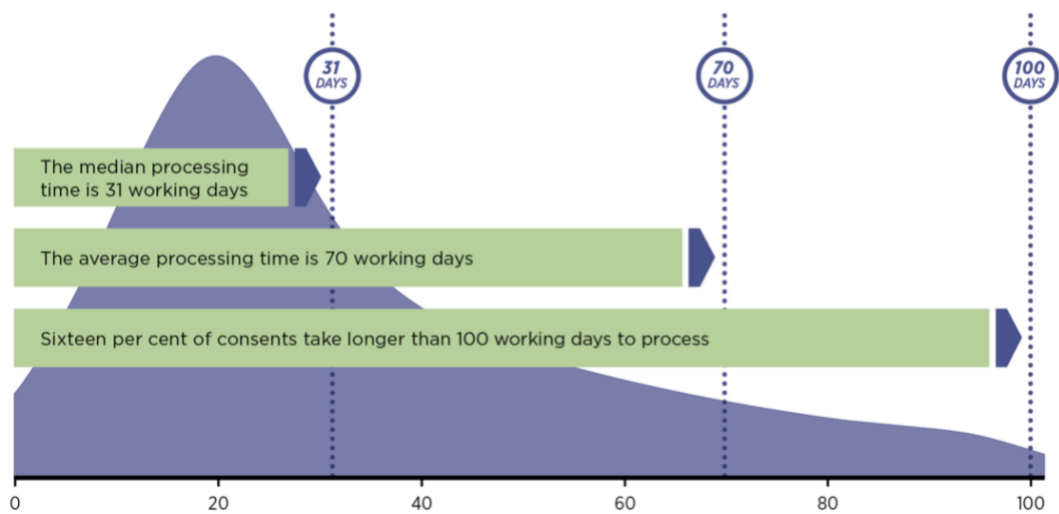 31
DAYS
70
DAYS
100
DAYS
The median processing
time is 31 working days
The average processing time is 70 working days
Sixteen per cent of consents take longer than 100 working days to process
0
20
40
60
80
100